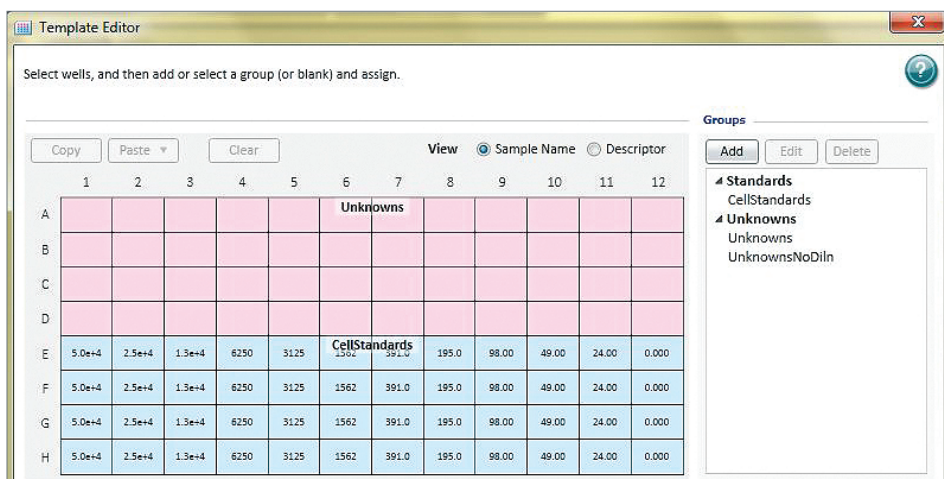 Template Editor
Select wells, and then add or select a group (or blank) and assign.
Groups
Copy Paste Clear View Sample Name Descriptor Add Edit Delete
1 2 3 4 5 6 7 8 9 10 11 12
Standards
CellStandards
Unknowns
Unknowns
UnknownsNoDiln
A Unknowns
B
C
D
CellStandards
E 5.0e+4 2.5e+4 1.3e+4 6250 3125 1562 391.0 195.0 98.00 49.00 24.00 0.000
F 5.0e+4 2.5e+4 1.3e+4 6250 3125 1562 391.0 195.0 98.00 49.00 24.00 0.000
G 5.0e+4 2.5e+4 1.3e+4 6250 3125 1562 391.0 195.0 98.00 49.00 24.00 0.000
H 5.0e+4 2.5e+4 1.3e+4 6250 3125 1562 391.0 195.0 98.00 49.00 24.00 0.000